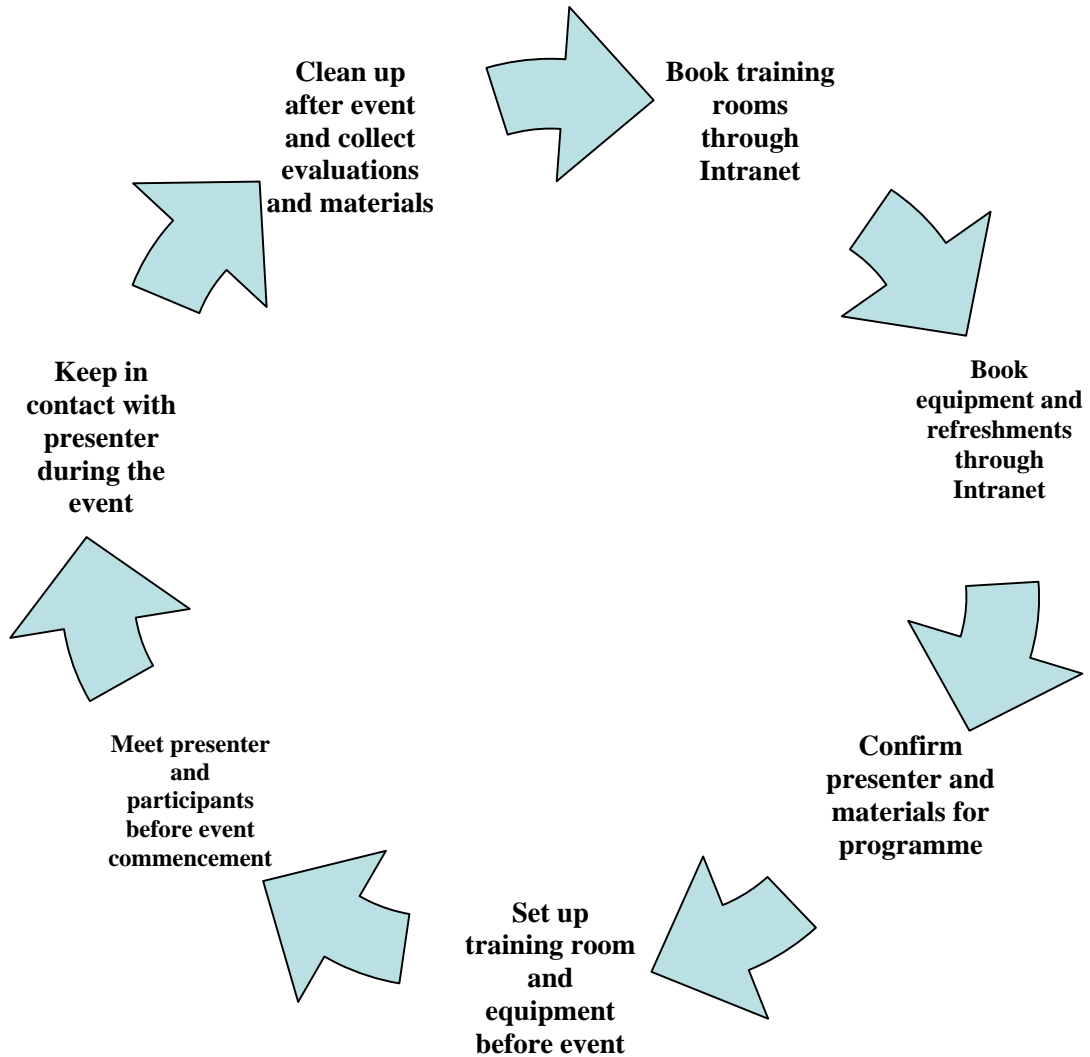 Clean up
after event
and collect
evaluations
and materials
Book training
rooms
through
Intranet
Book
equipment and
refreshments
through
Intranet
Confirm
presenter and
materials for
programme
Set up
training room
and
equipment
before event
Meet presenter
and
participants
before event
commencement
Keep in
contact with
presenter
during the
event